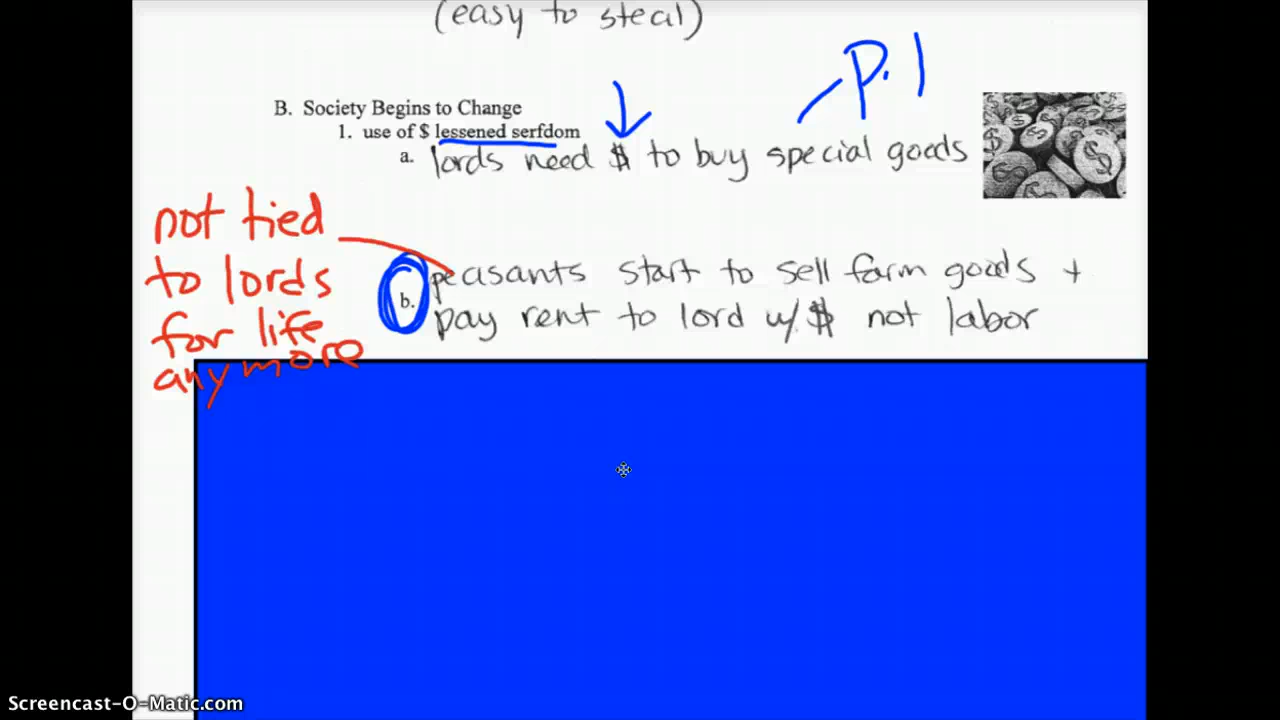 (easy to steal)
p. 1
B. Society Begins to Change
1. use of $ lessened serfdom
a. lords need $ to buy special goods
not tied
to lords
for life
anymore
b. peasants start to sell farm goods +
pay rent to lord w/ $ not labor
Screencast-O-Matic.com